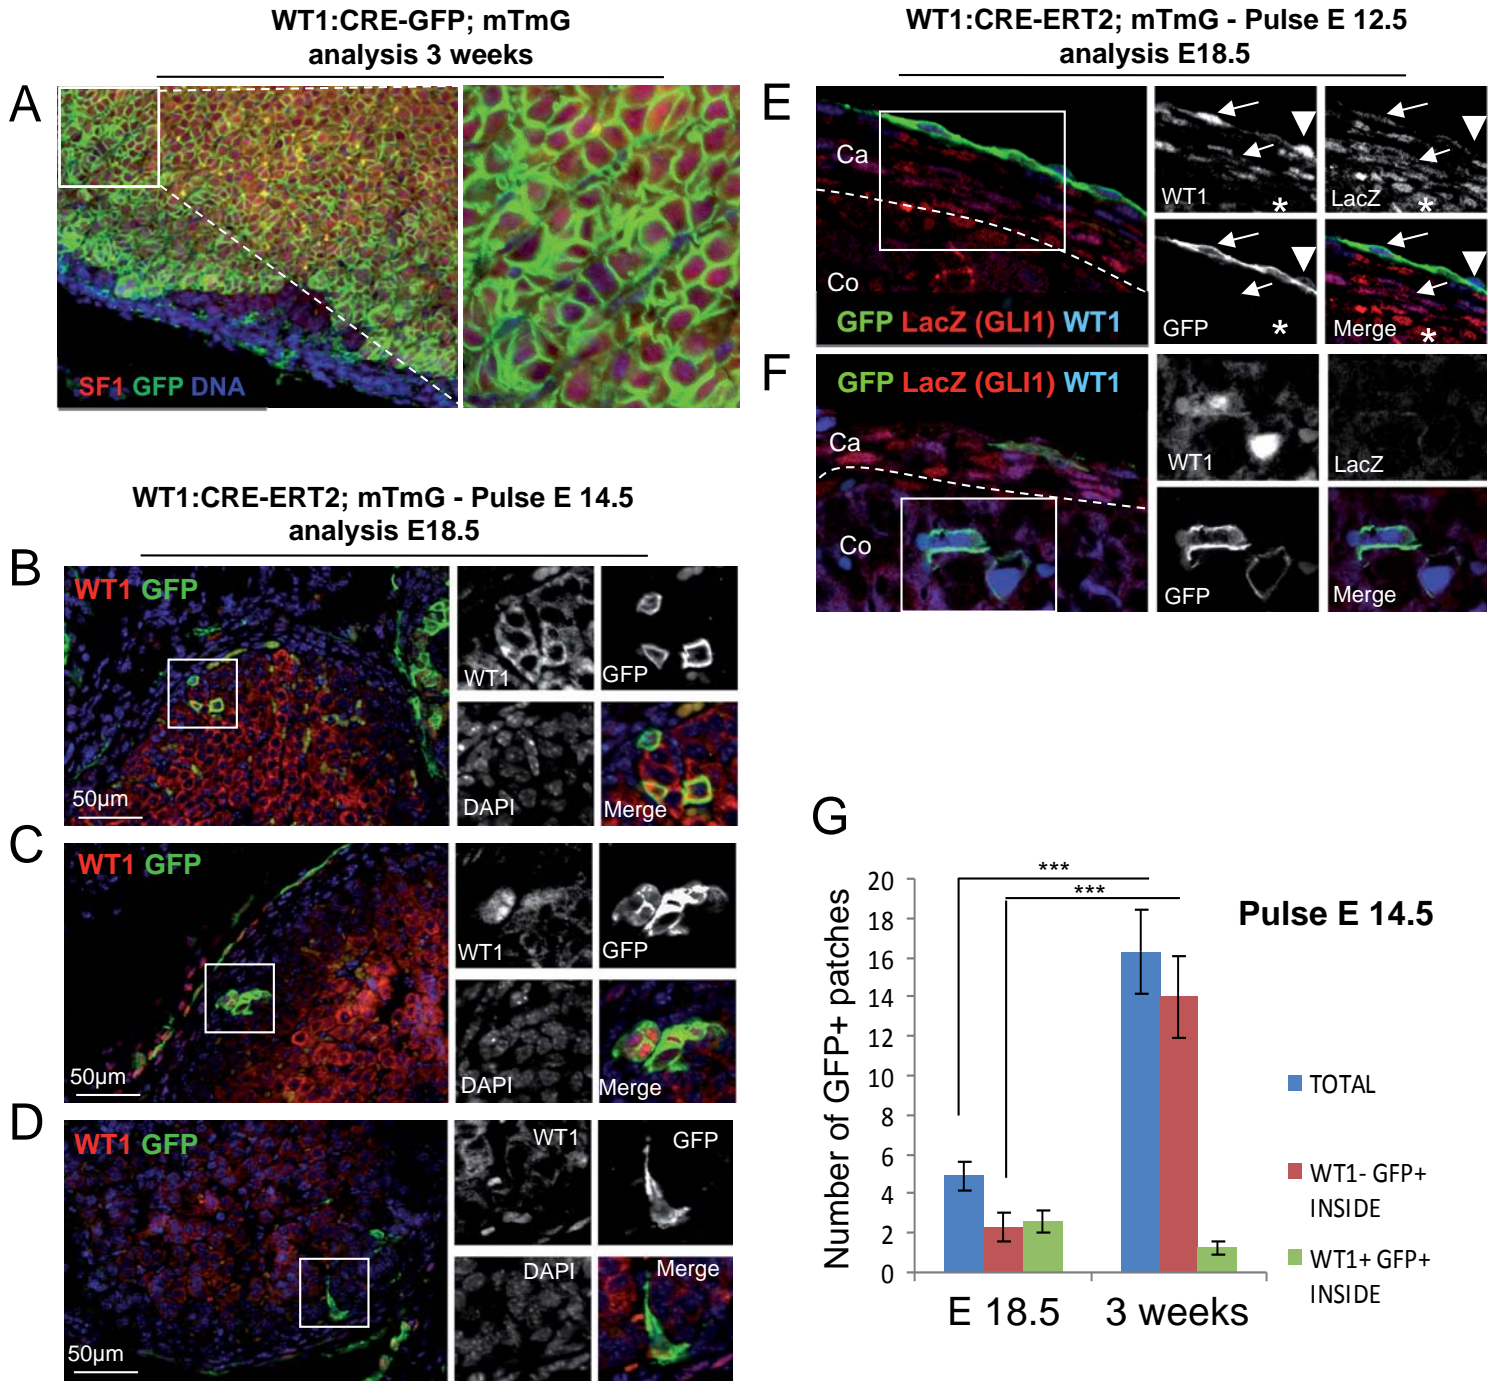 WT1:CRE-GFP; mTmG
analysis 3 weeks
A
SF1 GFP DNA
WT1:CRE-ERT2; mTmG - Pulse E 14.5
analysis E18.5
B
WT1 GFP
50µm
WT1
GFP
DAPI
Merge
C
WT1 GFP
50µm
WT1
GFP
DAPI
Merge
D
WT1 GFP
50µm
WT1
GFP
DAPI
Merge
WT1:CRE-ERT2; mTmG - Pulse E 12.5
analysis E18.5
E
Ca
Co
GFP LacZ (GLI1) WT1
WT1
*
LacZ
*
GFP
*
Merge
*
F
GFP LacZ (GLI1) WT1
Ca
Co
WT1
LacZ
GFP
Merge
G
Pulse E 14.5
Number of GFP+ patches
20
18
16
14
12
10
8
6
4
2
0
***
***
E 18.5
3 weeks
TOTAL
WT1- GFP+
INSIDE
WT1+ GFP+
INSIDE